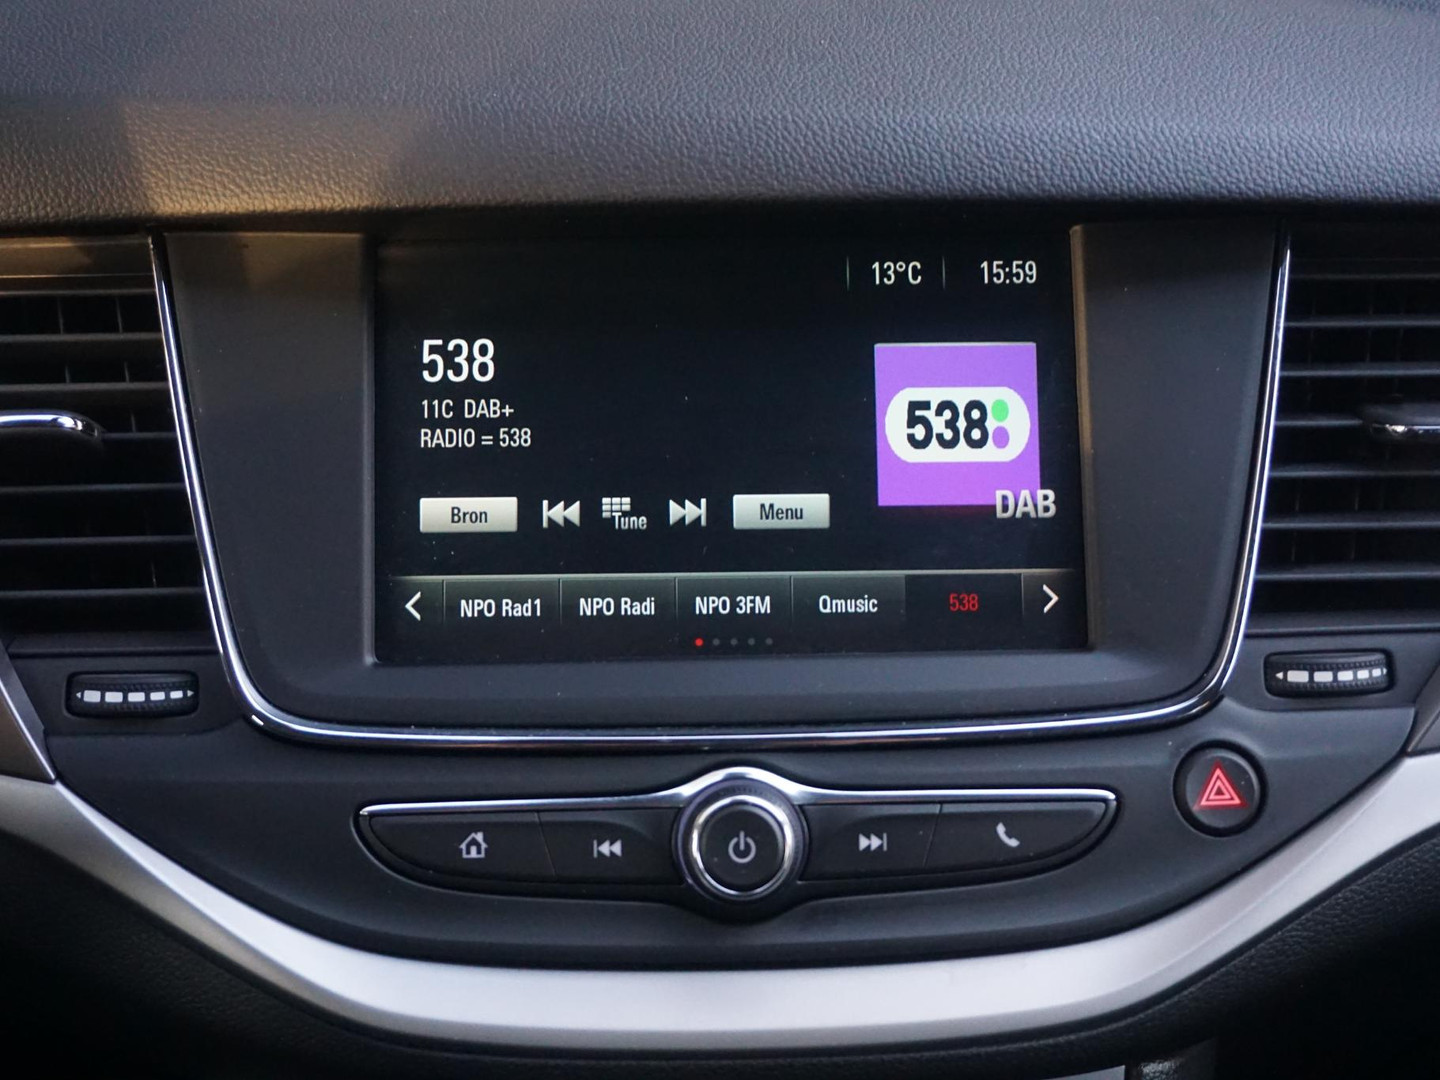 13°C 15:59
538
11C DAB+
RADIO = 538
538
DAB
Bron Tune Menu
NPO Rad1 NPO Radi NPO 3FM Qmusic 538